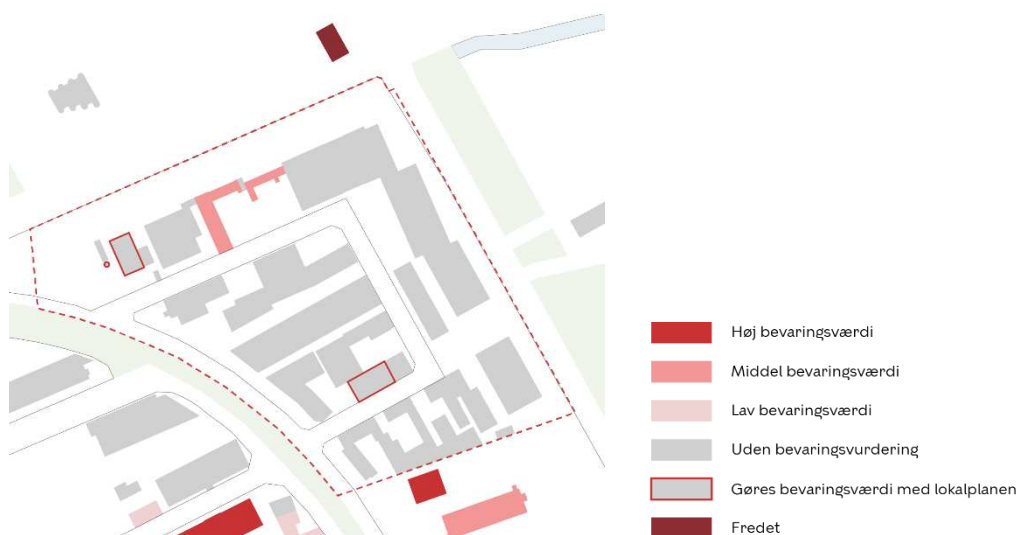 Høj bevaringsværdi
Middel bevaringsværdi
Lav bevaringsværdi
Uden bevaringsvurdering
Gøres bevaringsværdi med lokalplanen
Fredet